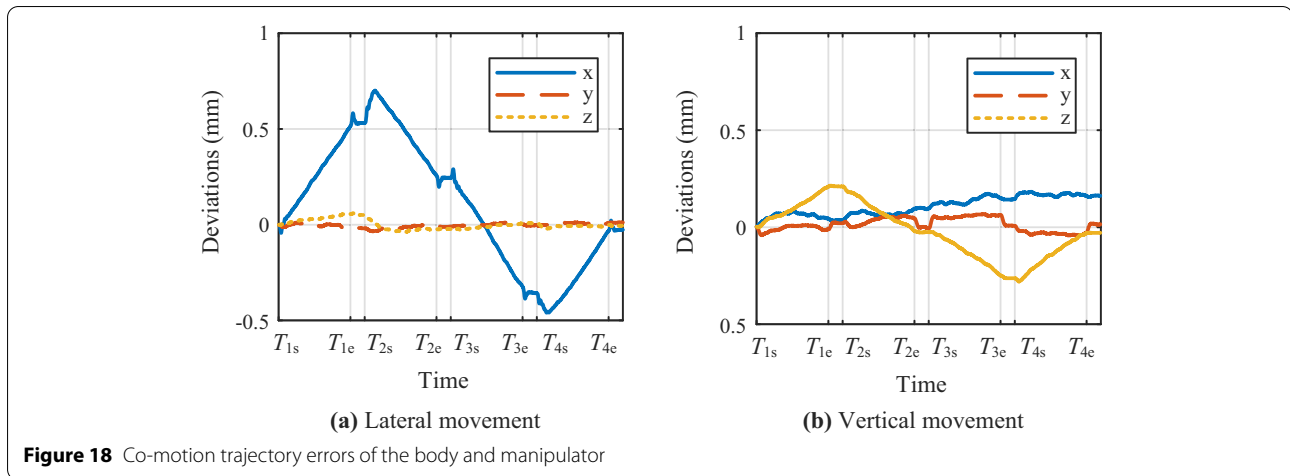 1
0.5
0
-0.5
Deviations (mm)
x
y
z
T1s T1e T2s T2e T3s T3e T4s T4e
Time
(a) Lateral movement
1
0.5
0
0.5
Deviations (mm)
x
y
z
T1s T1e T2s T2e T3s T3e T4s T4e
Time
(b) Vertical movement
Figure 18 Co-motion trajectory errors of the body and manipulator